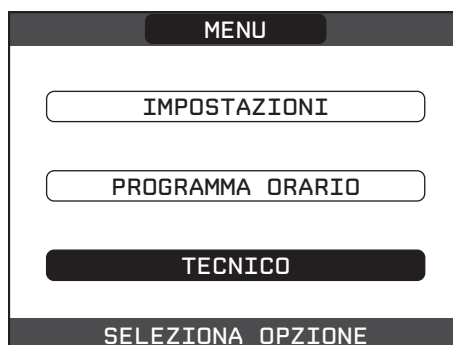 MENU
IMPOSTAZIONI
PROGRAMMA ORARIO
TECNICO
SELEZIONA OPZIONE